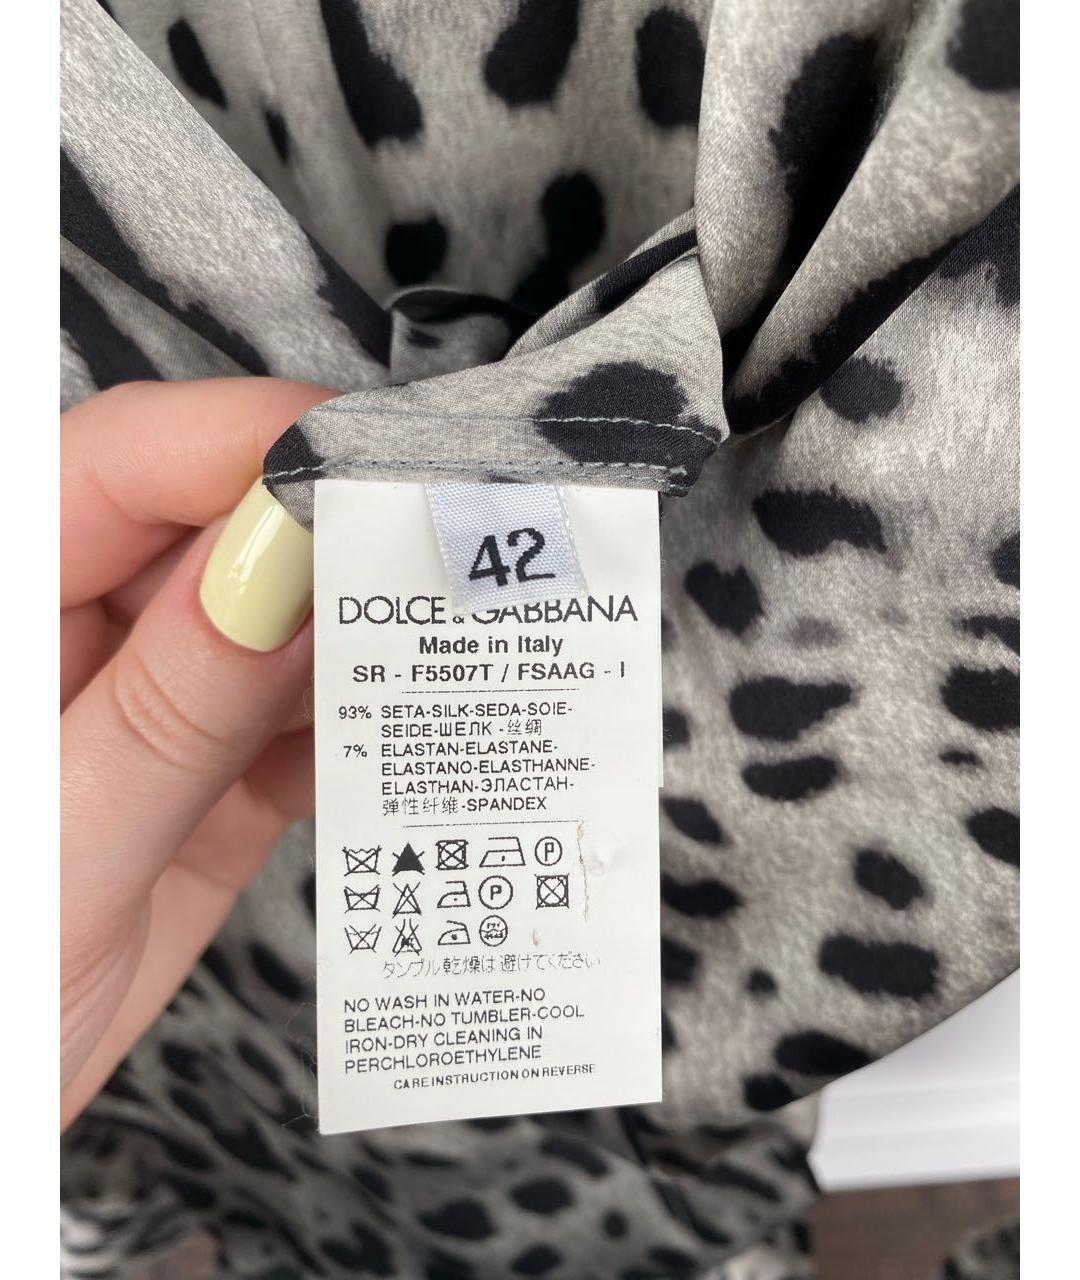 42
DOLCE & GABBANA
Made in Italy
SR - F5507T / FSAAG - I
93% SETA-SILK-SEDA-SOIE-
SEIDE-ШЕЛК -丝绸
7% ELASTAN-ELASTANE-
ELASTANO-ELASTHANNE-
ELASTHAN-ЭЛАСТАН-
弹性纤维-SPANDEX
P
P
タンブル乾燥は避けてください
NO WASH IN WATER-NO
BLEACH-NO TUMBLER-COOL
IRON-DRY CLEANING IN
PERCHLOROETHYLENE
CARE INSTRUCTION ON REVERSE